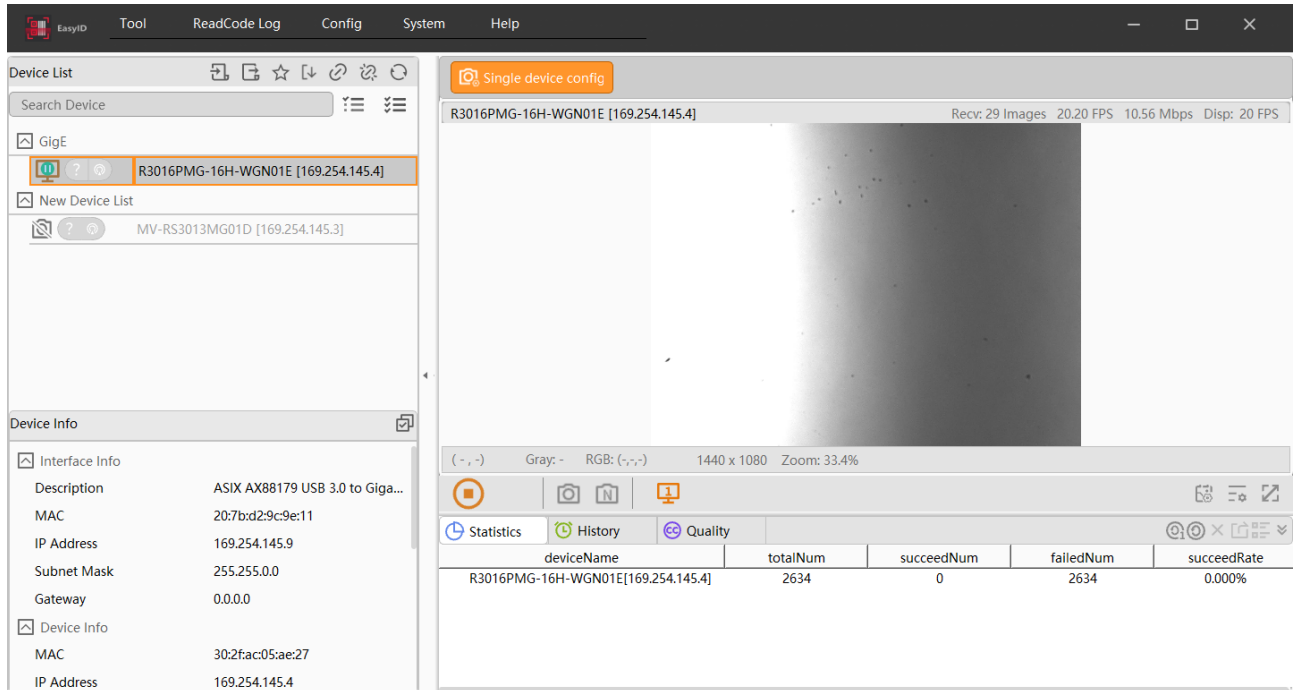 EasyID Tool ReadCode Log Config System Help
Device List
Search Device
GigE
R3016PMG-16H-WGN01E [169.254.145.4]
New Device List
MV-RS3013MG01D [169.254.145.3]
Device Info
Interface Info
Description ASIX AX88179 USB 3.0 to Giga...
MAC 20:7b:d2:9c:9e:11
IP Address 169.254.145.9
Subnet Mask 255.255.0.0
Gateway 0.0.0.0
Device Info
MAC 30:2f:ac:05:ae:27
IP Address 169.254.145.4
Single device config
R3016PMG-16H-WGN01E [169.254.145.4] Recv: 29 Images 20.20 FPS 10.56 Mbps Disp: 20 FPS
( - , -) Gray: - RGB: (-,-,-) 1440 x 1080 Zoom: 33.4%
Statistics History Quality
deviceName totalNum succeedNum failedNum succeedRate
R3016PMG-16H-WGN01E[169.254.145.4] 2634 0 2634 0.000%